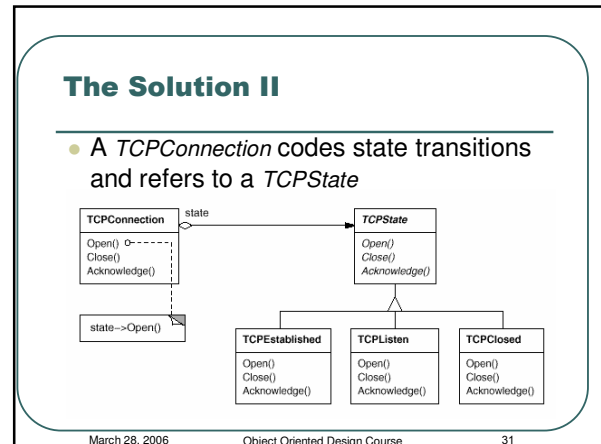 The Solution II
A TCPConnection codes state transitions
and refers to a TCPState
state
TCPConnection
Open()
Close()
Acknowledge()
state->Open()
TCPState
Open()
Close()
Acknowledge()
TCPEstablished
Open()
Close()
Acknowledge()
TCPListen
Open()
Close()
Acknowledge()
TCPClosed
Open()
Close()
Acknowledge()
March 28, 2006 Object Oriented Design Course 31